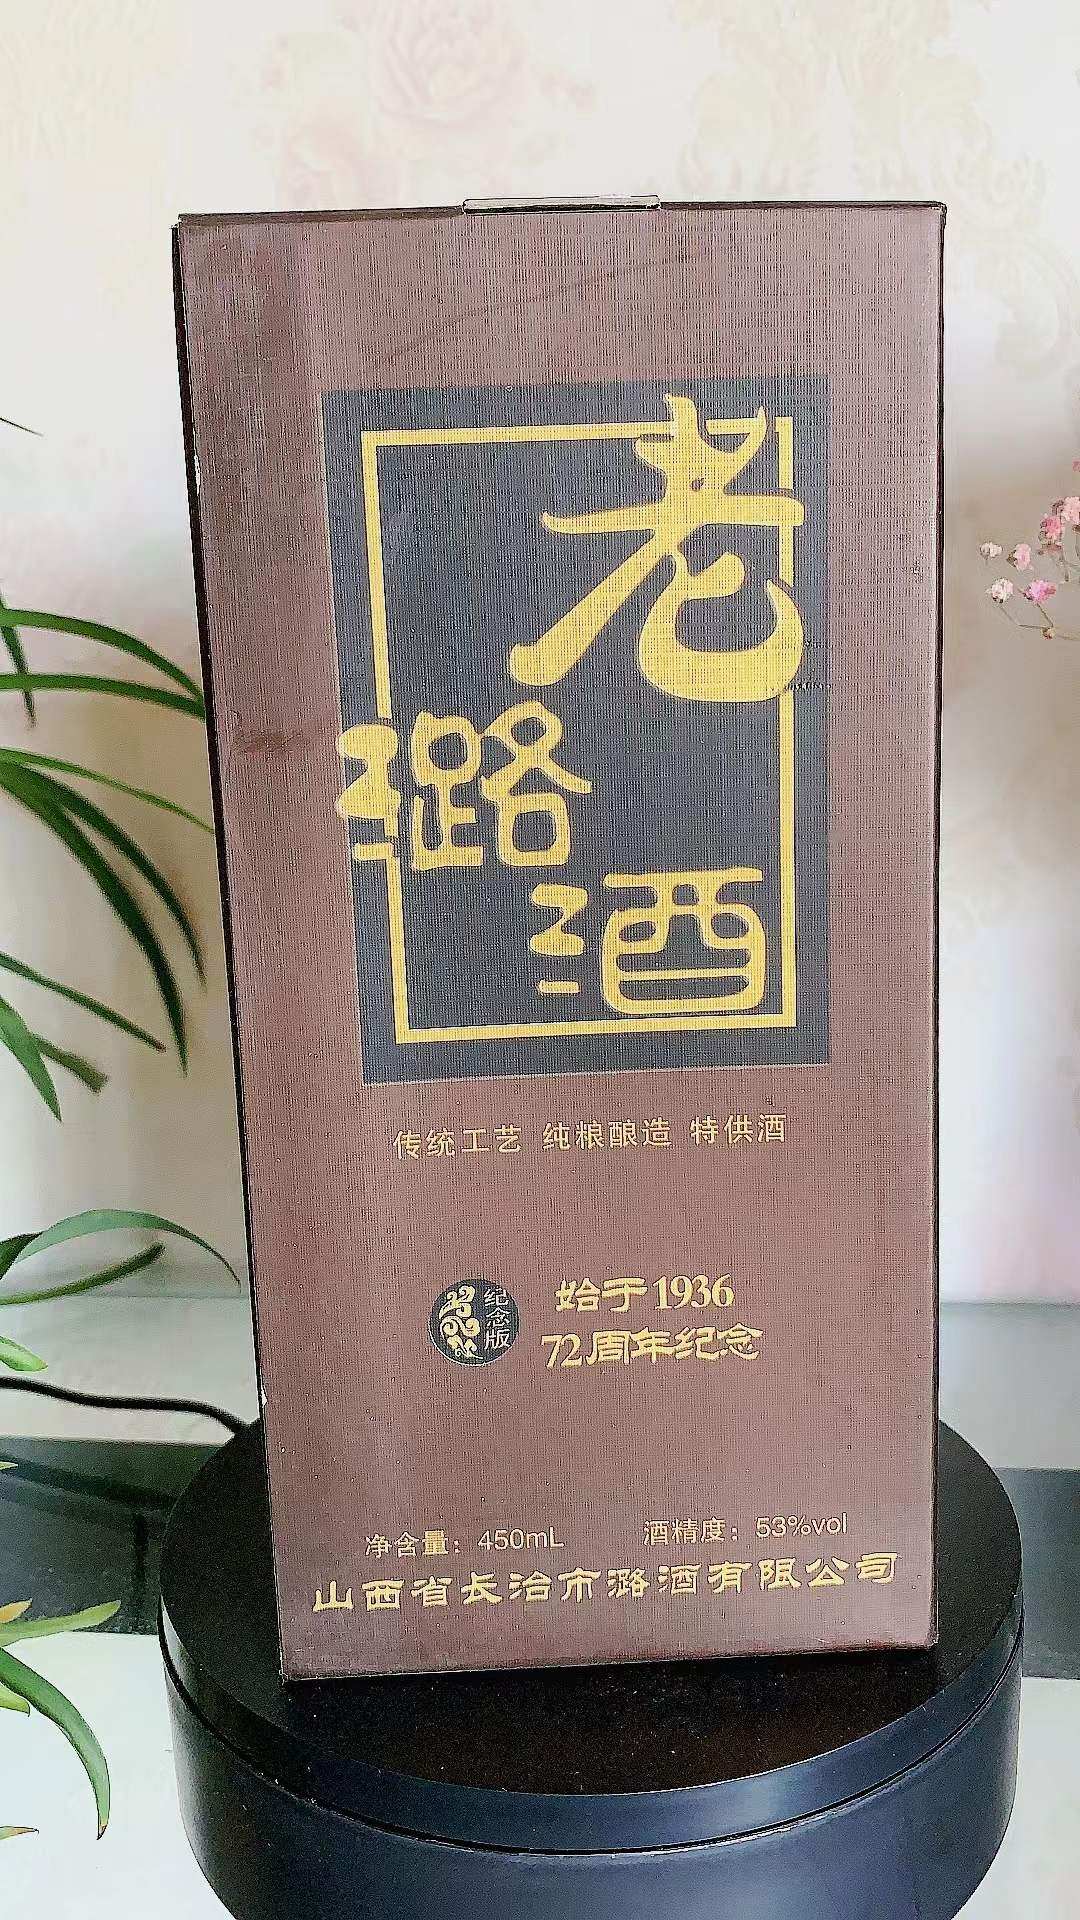 老
潞
酒
传统工艺 纯粮酿造 特供酒
纪念版
始于1936
72周年纪念
净含量：450mL 酒精度：53%vol
山西省长治市潞酒有限公司